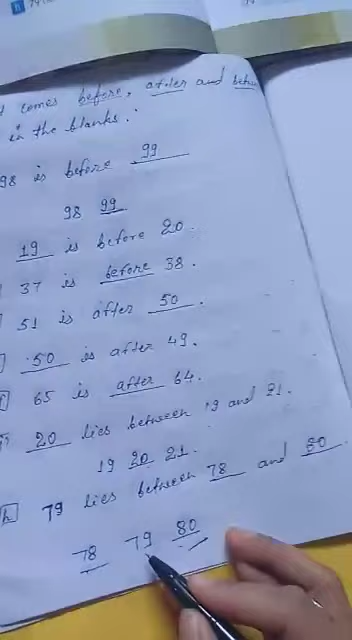 comes before, after and
in the blanks.
98 is before 99
98 99
19 is before 20.
37 is before 38.
51 is after 50.
50 is after 49.
65 is after 64.
20 lies between 19 and 21.
19 20 21.
h) 79 lies between 78 and 80.
78 79 80